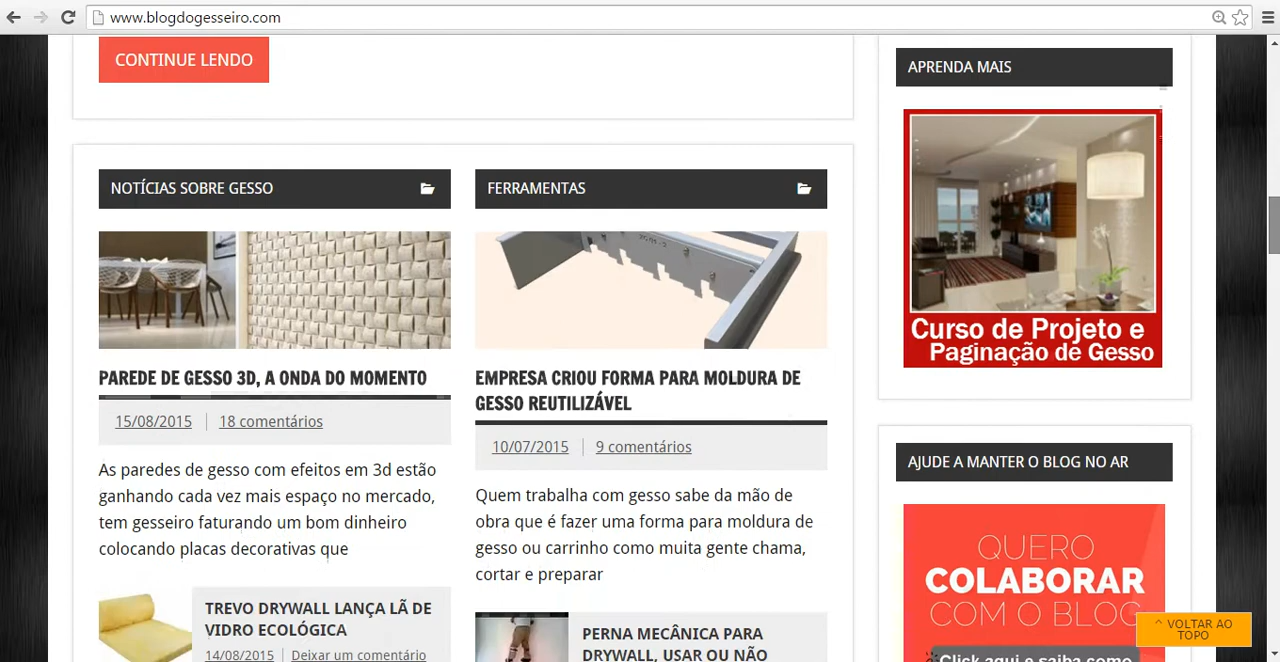 www.blogdogesseiro.com
CONTINUE LENDO
NOTÍCIAS SOBRE GESSO
PAREDE DE GESSO 3D, A ONDA DO MOMENTO
15/08/2015 18 comentários
As paredes de gesso com efeitos em 3d estão
ganhando cada vez mais espaço no mercado,
tem gesseiro faturando um bom dinheiro
colocando placas decorativas que
TREVO DRYWALL LANÇA LÃ DE
VIDRO ECOLÓGICA
14/08/2015 Deixar um comentário
FERRAMENTAS
EMPRESA CRIOU FORMA PARA MOLDURA DE
GESSO REUTILIZÁVEL
10/07/2015 9 comentários
Quem trabalha com gesso sabe da mão de
obra que é fazer uma forma para moldura de
gesso ou carrinho como muita gente chama,
cortar e preparar
PERNA MECÂNICA PARA
DRYWALL, USAR OU NÃO
APRENDA MAIS
Curso de Projeto e
Paginação de Gesso
AJUDE A MANTER O BLOG NO AR
QUERO
COLABORAR
COM O BLOG
Click aqui e saiba como
^ VOLTAR AO
TOPO